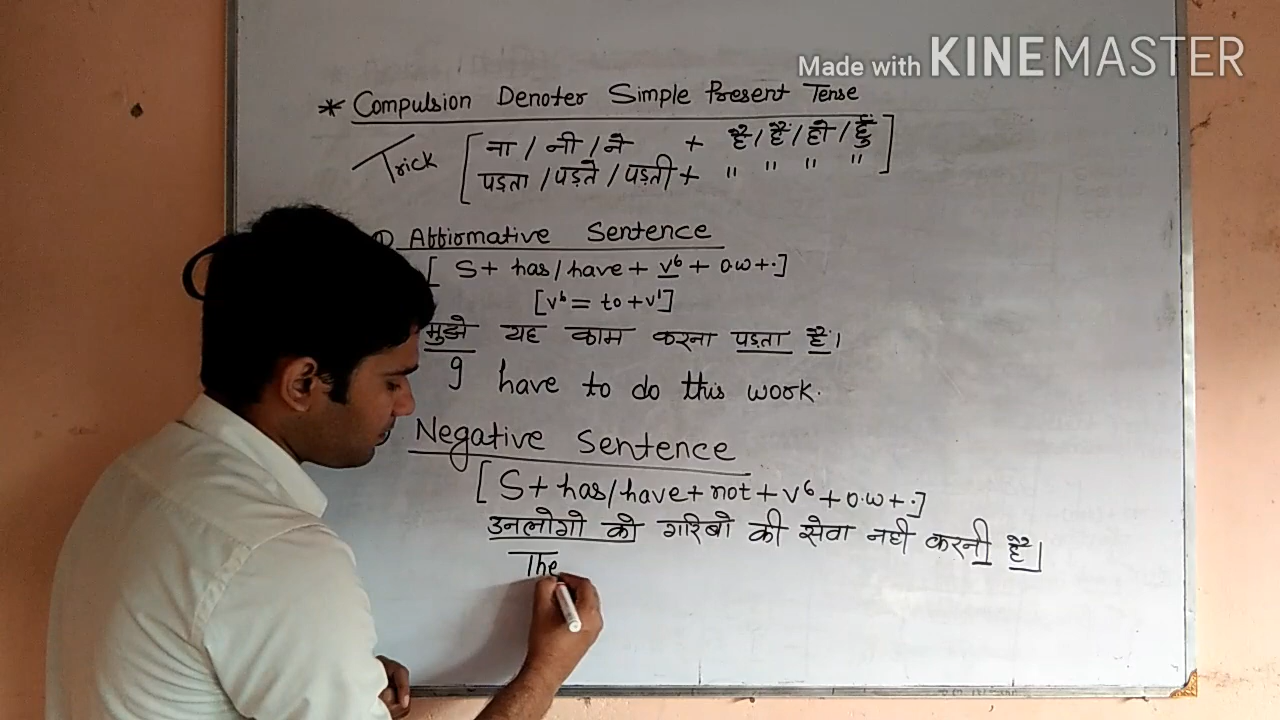 Made with KINEMASTER
* Compulsion Denoter Simple Present Tense
Trick [ ना / नी / ने + है / हैं / हो / हूँ
पड़ता / पड़ते / पड़ती + " " " " ]
① Affirmative Sentence
[ S + has/have + v⁶ + o.w + . ]
[ v⁶ = to + v¹ ]
मुझे यह काम करना पड़ता है।
I have to do this work.
Negative Sentence
[ S + has/have + not + v⁶ + o.w + . ]
उनलोगो को गरिबो की सेवा नही करनी है।
The